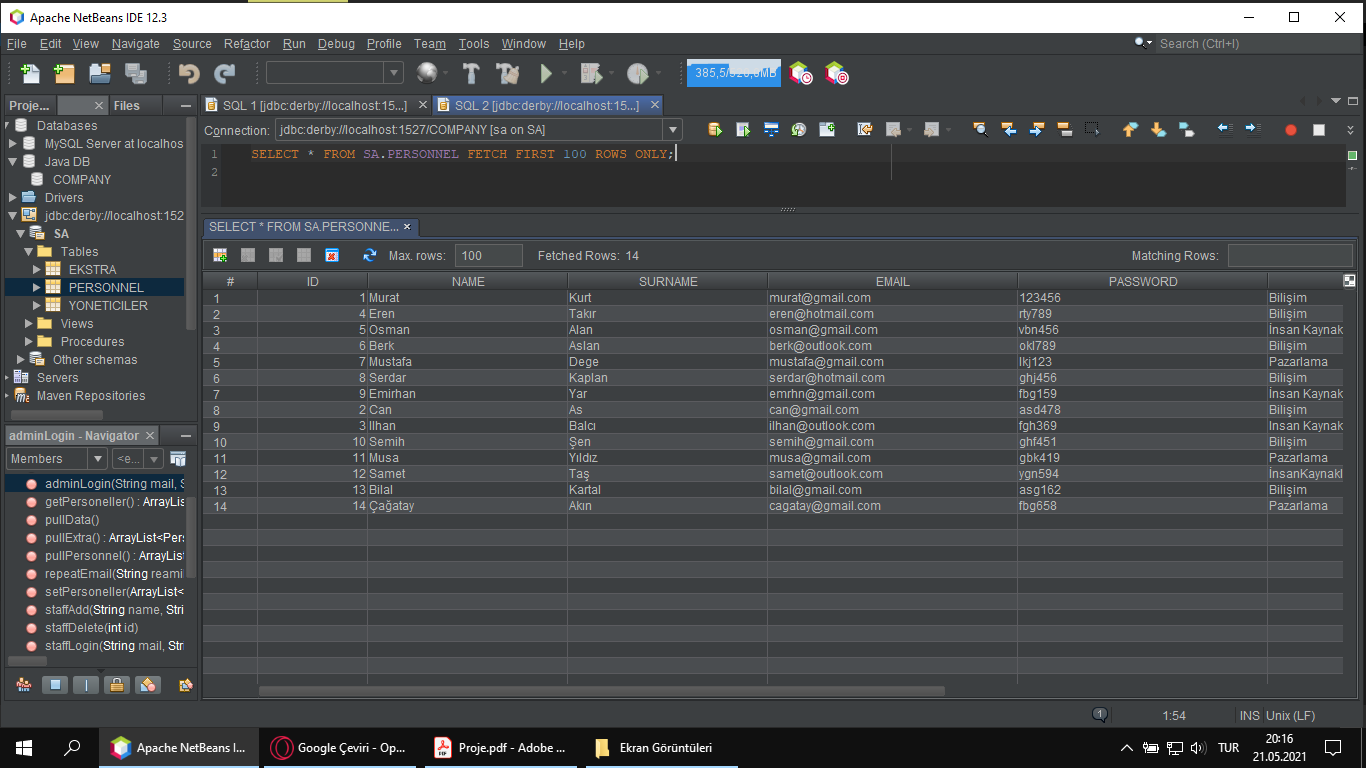 Apache NetBeans IDE 12.3
File Edit View Navigate Source Refactor Run Debug Profile Team Tools Window Help Search (Ctrl+I)
Proje... Files
SQL 1 [jdbc:derby://localhost:15...] SQL 2 [jdbc:derby://localhost:15...]
Connection: jdbc:derby://localhost:1527/COMPANY [sa on SA]
1 SELECT * FROM SA.PERSONNEL FETCH FIRST 100 ROWS ONLY;
2
Databases
MySQL Server at localhos
Java DB
COMPANY
Drivers
jdbc:derby://localhost:152
SA
Tables
EKSTRA
PERSONNEL
YONETICILER
Views
Procedures
Other schemas
Servers
Maven Repositories
adminLogin - Navigator
Members <e...
adminLogin(String mail, S
getPersoneller() : ArrayLis
pullData()
pullExtra() : ArrayList<Per
pullPersonnel() : ArrayList
repeatEmail(String reami
setPersoneller(ArrayList<
staffAdd(String name, Stri
staffDelete(int id)
staffLogin(String mail, Str
SELECT * FROM SA.PERSONNE...
Max. rows: 100 Fetched Rows: 14 Matching Rows:
# ID NAME SURNAME EMAIL PASSWORD
1 1 Murat Kurt murat@gmail.com 123456 Bilişim
2 4 Eren Takır eren@hotmail.com rty789 Bilişim
3 5 Osman Alan osman@gmail.com vbn456 İnsan Kaynak
4 6 Berk Aslan berk@outlook.com okl789 Bilişim
5 7 Mustafa Dege mustafa@gmail.com lkj123 Pazarlama
6 8 Serdar Kaplan serdar@hotmail.com ghj456 Bilişim
7 9 Emirhan Yar emrhn@gmail.com fbg159 İnsan Kaynak
8 2 Can As can@gmail.com asd478 Bilişim
9 3 Ilhan Balcı ilhan@outlook.com fgh369 Insan Kaynak
10 10 Semih Şen semih@gmail.com ghf451 Bilişim
11 11 Musa Yıldız musa@gmail.com gbk419 Pazarlama
12 12 Samet Taş samet@outlook.com ygn594 İnsanKaynakl
13 13 Bilal Kartal bilal@gmail.com asg162 Bilişim
14 14 Çağatay Akın cagatay@gmail.com fbg658 Pazarlama
1 1:54 INS Unix (LF)
Apache NetBeans I... Google Çeviri - Op... Proje.pdf - Adobe ... Ekran Görüntüleri TUR 20:16
21.05.2021